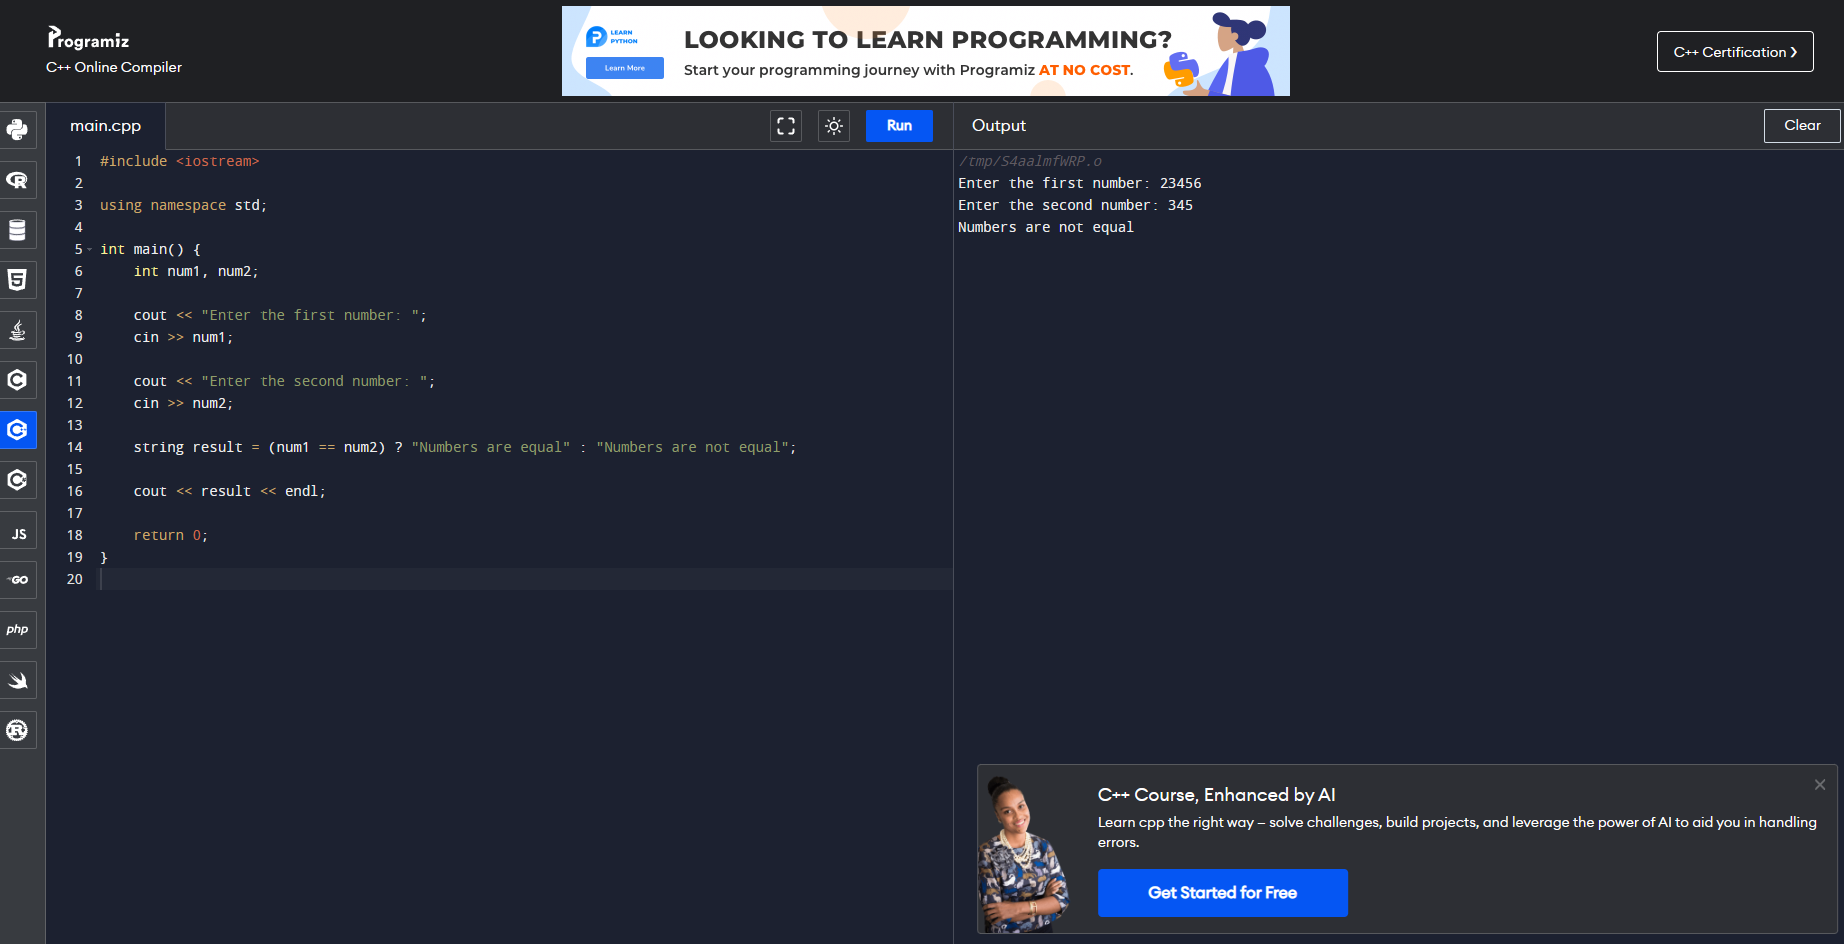 Programiz
C++ Online Compiler
LEARN
PYTHON
Learn More
LOOKING TO LEARN PROGRAMMING?
Start your programming journey with Programiz AT NO COST.
C++ Certification >
main.cpp
Run
Output
Clear
1 #include <iostream>
2
3 using namespace std;
4
5 int main() {
6     int num1, num2;
7
8     cout << "Enter the first number: ";
9     cin >> num1;
10
11     cout << "Enter the second number: ";
12     cin >> num2;
13
14     string result = (num1 == num2) ? "Numbers are equal" : "Numbers are not equal";
15
16     cout << result << endl;
17
18     return 0;
19 }
20
/tmp/S4aalmfWRP.o
Enter the first number: 23456
Enter the second number: 345
Numbers are not equal
JS
GO
php
C++ Course, Enhanced by AI
Learn cpp the right way – solve challenges, build projects, and leverage the power of AI to aid you in handling
errors.
Get Started for Free